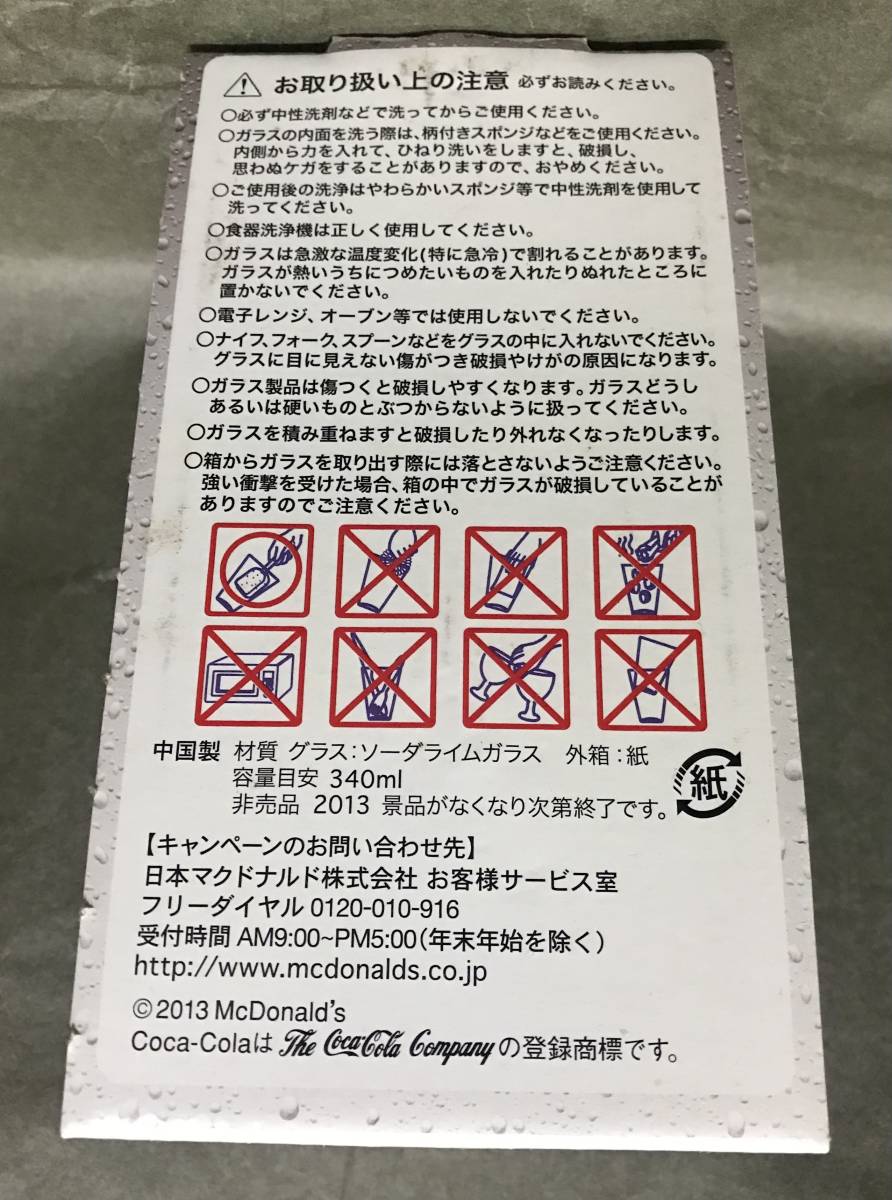 お取り扱い上の注意 必ずお読みください。
○必ず中性洗剤などで洗ってからご使用ください。
○ガラスの内面を洗う際は、柄付きスポンジなどをご使用ください。
内側から力を入れて、ひねり洗いをしますと、破損し、
思わぬケガをすることがありますので、おやめください。
○ご使用後の洗浄はやわらかいスポンジ等で中性洗剤を使用して
洗ってください。
○食器洗浄機は正しく使用してください。
○ガラスは急激な温度変化(特に急冷)で割れることがあります。
ガラスが熱いうちにつめたいものを入れたりぬれたところに
置かないでください。
○電子レンジ、オーブン等では使用しないでください。
○ナイフ、フォーク、スプーンなどをグラスの中に入れないでください。
グラスに目に見えない傷がつき破損やけがの原因になります。
○ガラス製品は傷つくと破損しやすくなります。ガラスどうし
あるいは硬いものとぶつからないように扱ってください。
○ガラスを積み重ねますと破損したり外れなくなったりします。
○箱からガラスを取り出す際には落とさないようご注意ください。
強い衝撃を受けた場合、箱の中でガラスが破損していることが
ありますのでご注意ください。
中国製 材質 グラス:ソーダライムガラス 外箱:紙
容量目安 340ml
非売品 2013 景品がなくなり次第終了です。
紙
【キャンペーンのお問い合わせ先】
日本マクドナルド株式会社 お客様サービス室
フリーダイヤル 0120-010-916
受付時間 AM9:00~PM5:00(年末年始を除く)
http://www.mcdonalds.co.jp
©2013 McDonald's
Coca-Colaは The Coca-Cola Company の登録商標です。